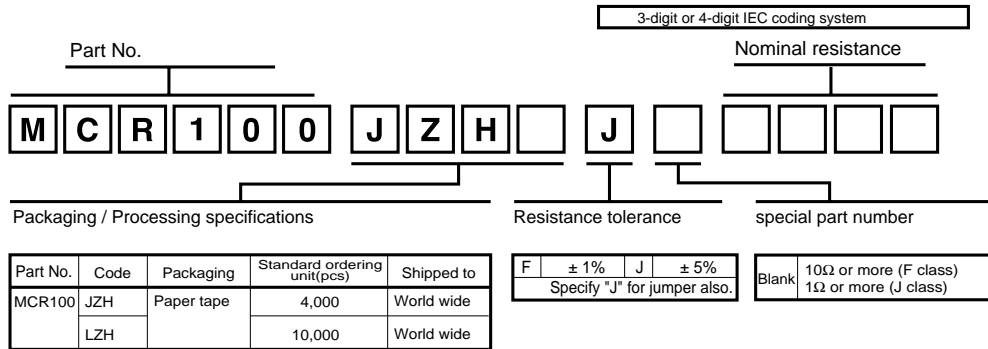 3-digit or 4-digit IEC coding system
Part No.
Nominal resistance
M C R 1 0 0 J Z H J
Packaging / Processing specifications
Resistance tolerance
special part number
Part No. Code Packaging Standard ordering unit(pcs) Shipped to
MCR100 JZH Paper tape 4,000 World wide
LZH 10,000 World wide
F ± 1% J ± 5%
Specify "J" for jumper also.
Blank 10Ω or more (F class)
1Ω or more (J class)